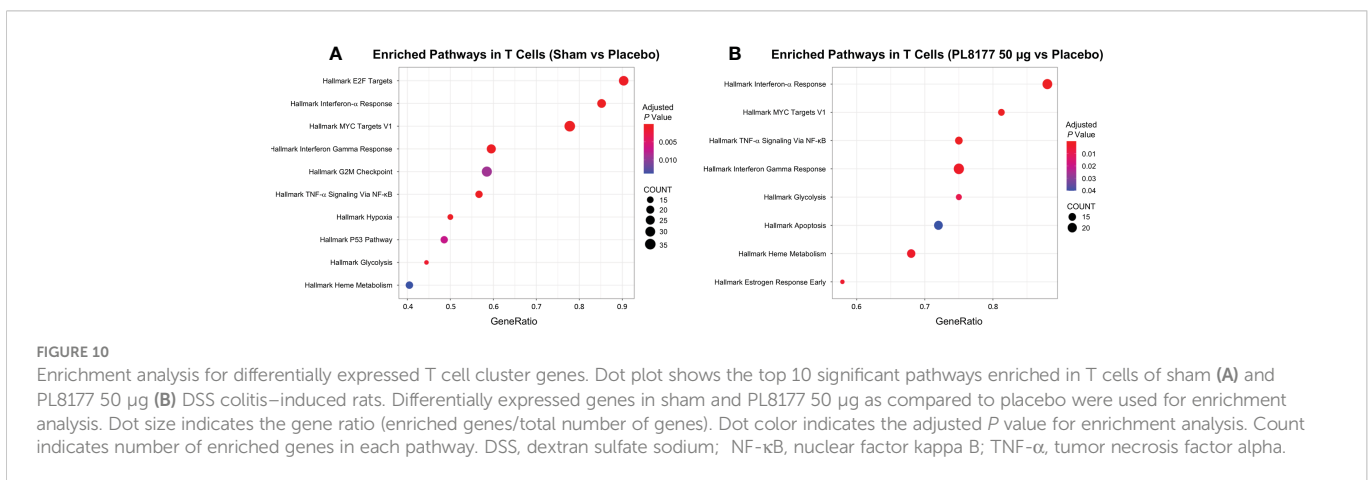 A Enriched Pathways in T Cells (Sham vs Placebo)
Hallmark E2F Targets
Hallmark Interferon-α Response
Hallmark MYC Targets V1
Hallmark Interferon Gamma Response
Hallmark G2M Checkpoint
Hallmark TNF-α Signaling Via NF-κB
Hallmark Hypoxia
Hallmark P53 Pathway
Hallmark Glycolysis
Hallmark Heme Metabolism
0.4 0.5 0.6 0.7 0.8 0.9
GeneRatio
Adjusted
P Value
0.005
0.010
COUNT
15
20
25
30
35
B Enriched Pathways in T Cells (PL8177 50 μg vs Placebo)
Hallmark Interferon-α Response
Hallmark MYC Targets V1
Hallmark TNF-α Signaling Via NF-κB
Hallmark Interferon Gamma Response
Hallmark Glycolysis
Hallmark Apoptosis
Hallmark Heme Metabolism
Hallmark Estrogen Response Early
0.6 0.7 0.8
GeneRatio
Adjusted
P Value
0.01
0.02
0.03
0.04
COUNT
15
20
FIGURE 10
Enrichment analysis for differentially expressed T cell cluster genes. Dot plot shows the top 10 significant pathways enriched in T cells of sham (A) and
PL8177 50 μg (B) DSS colitis–induced rats. Differentially expressed genes in sham and PL8177 50 μg as compared to placebo were used for enrichment
analysis. Dot size indicates the gene ratio (enriched genes/total number of genes). Dot color indicates the adjusted P value for enrichment analysis. Count
indicates number of enriched genes in each pathway. DSS, dextran sulfate sodium; NF-κB, nuclear factor kappa B; TNF-α, tumor necrosis factor alpha.